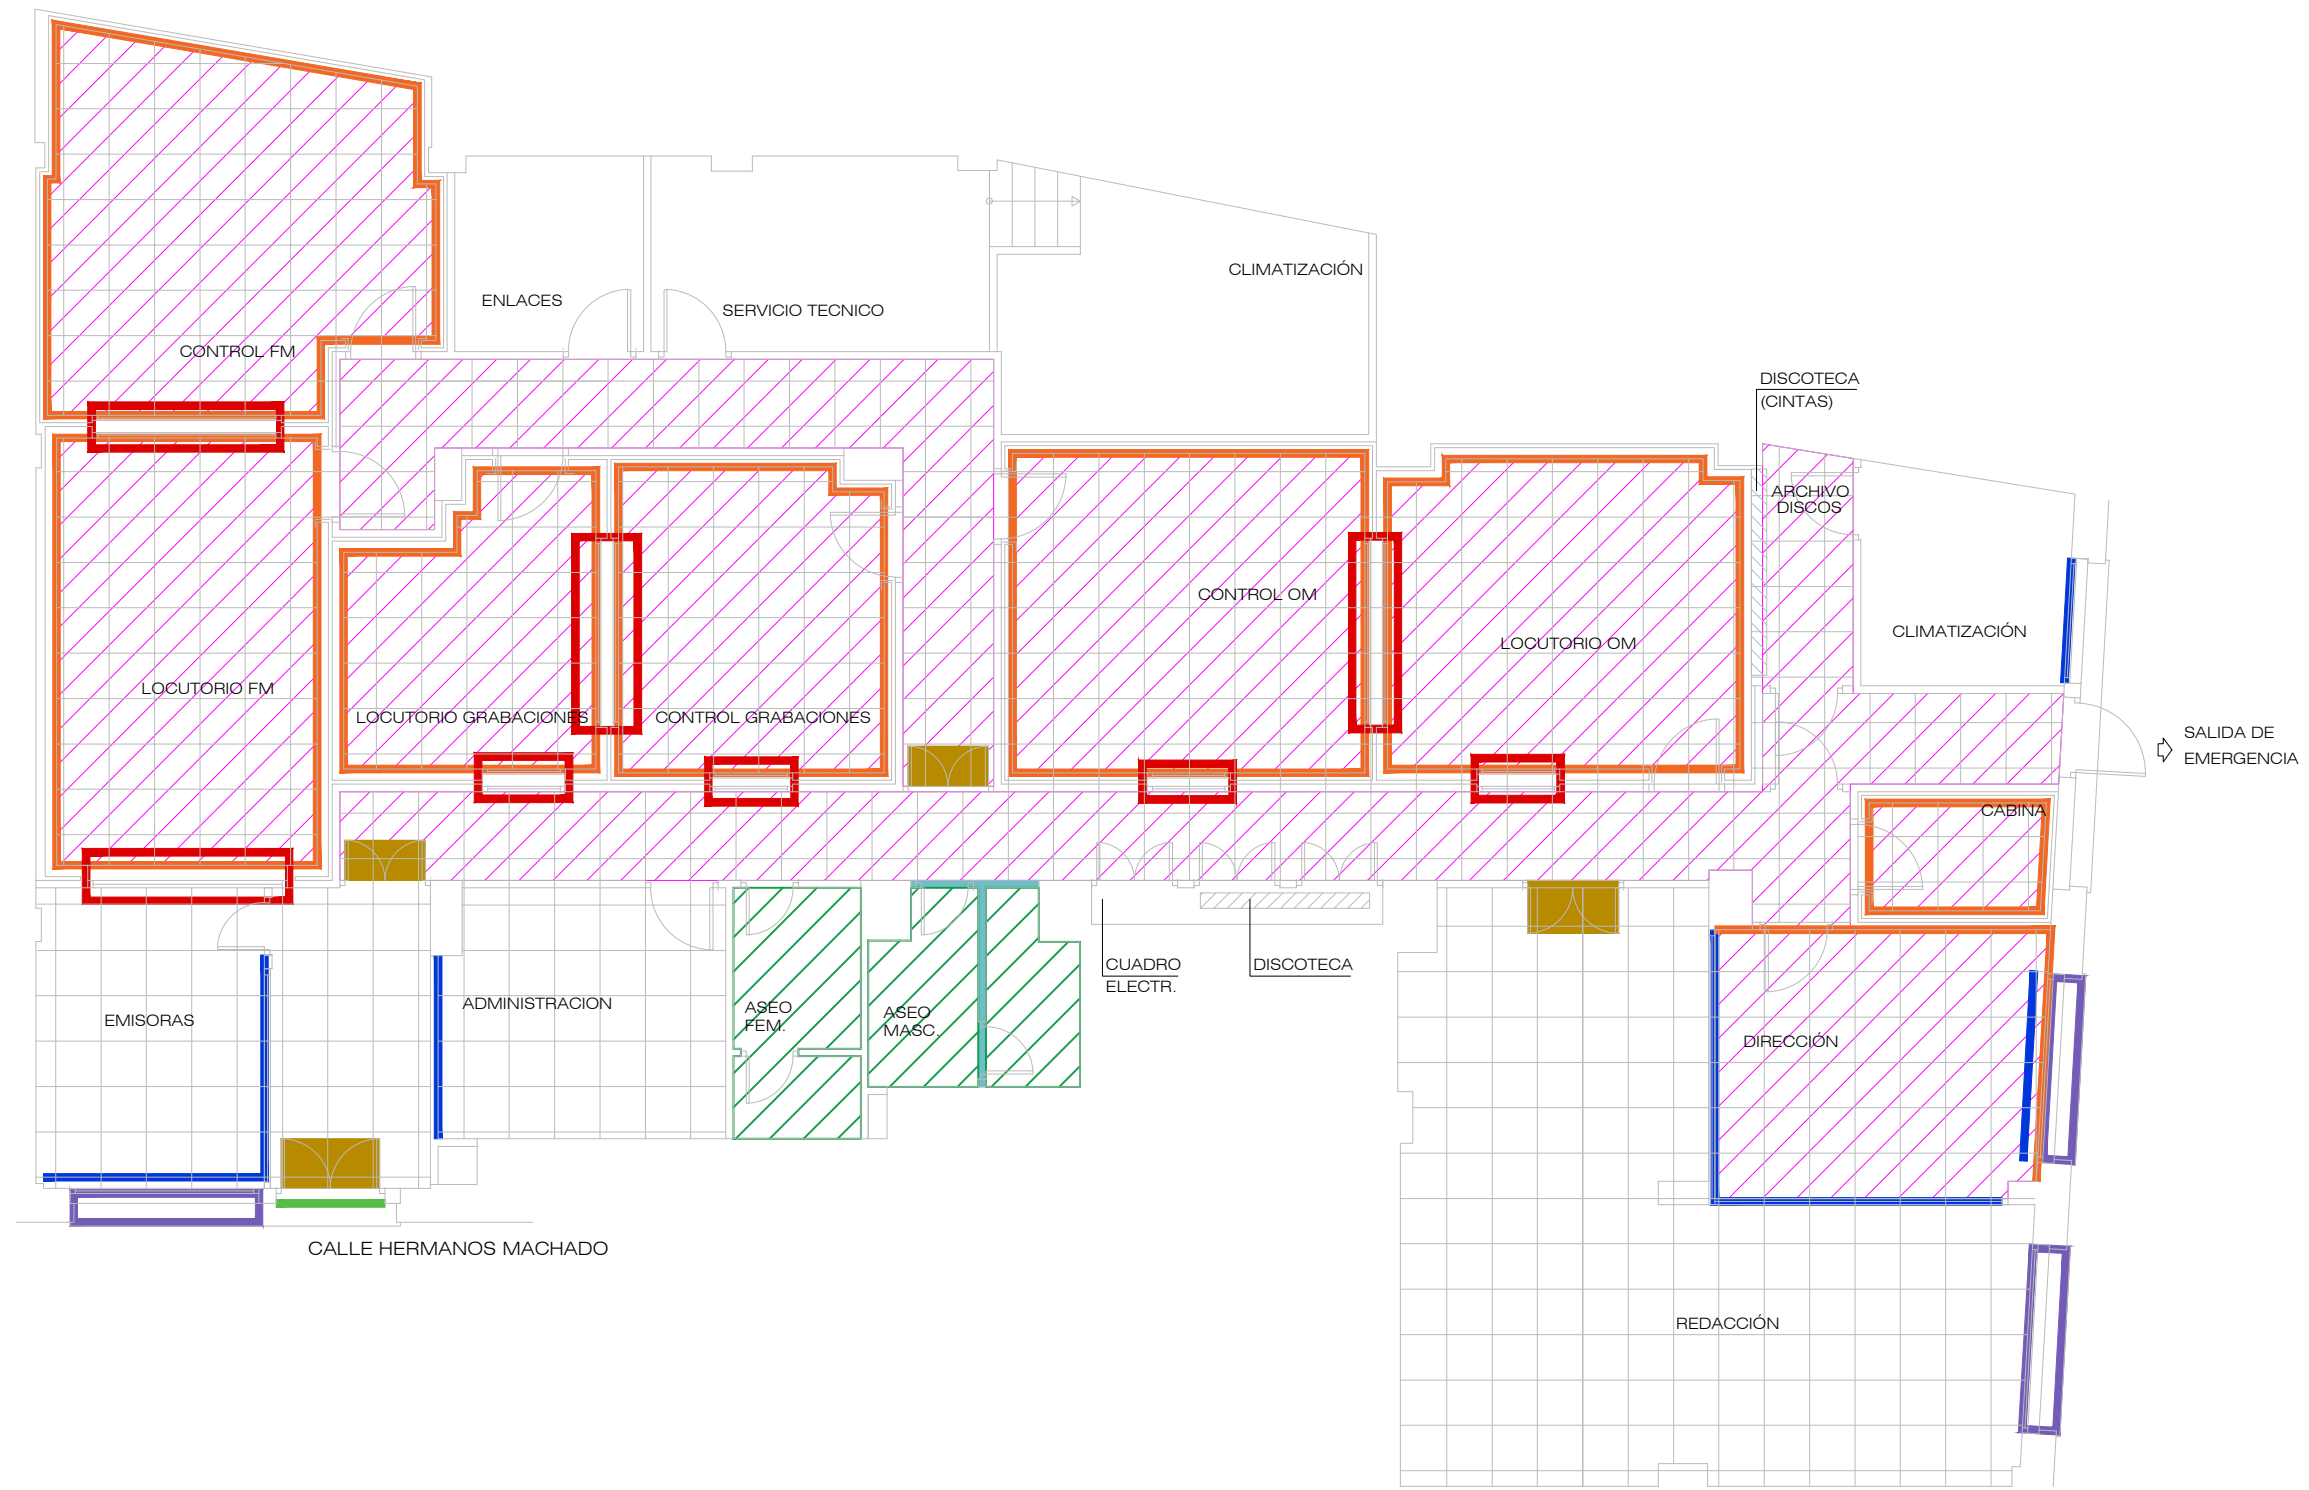 CLIMATIZACIÓN
ENLACES
SERVICIO TECNICO
CONTROL FM
DISCOTECA
(CINTAS)
ARCHIVO
DISCOS
CONTROL OM
CLIMATIZACIÓN
LOCUTORIO OM
LOCUTORIO FM
LOCUTORIO GRABACIONES
CONTROL GRABACIONES
SALIDA DE
EMERGENCIA
CABINA
CUADRO
ELECTR.
DISCOTECA
ADMINISTRACION
ASEO
FEM.
ASEO
MASC.
EMISORAS
DIRECCIÓN
CALLE HERMANOS MACHADO
REDACCIÓN